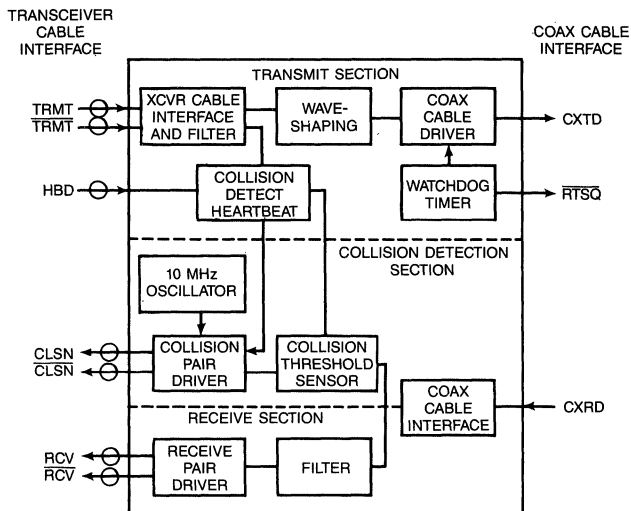 TRANSCEIVER
CABLE
INTERFACE
COAX CABLE
INTERFACE
TRANSMIT SECTION
TRMT
TRMT
XCVR CABLE
INTERFACE
AND FILTER
WAVE-
SHAPING
COAX
CABLE
DRIVER
CXTD
HBD
COLLISION
DETECT
HEARTBEAT
WATCHDOG
TIMER
RTSQ
COLLISION DETECTION
SECTION
10 MHz
OSCILLATOR
CLSN
CLSN
COLLISION
PAIR
DRIVER
COLLISION
THRESHOLD
SENSOR
COAX
CABLE
INTERFACE
CXRD
RECEIVE SECTION
RCV
RCV
RECEIVE
PAIR
DRIVER
FILTER